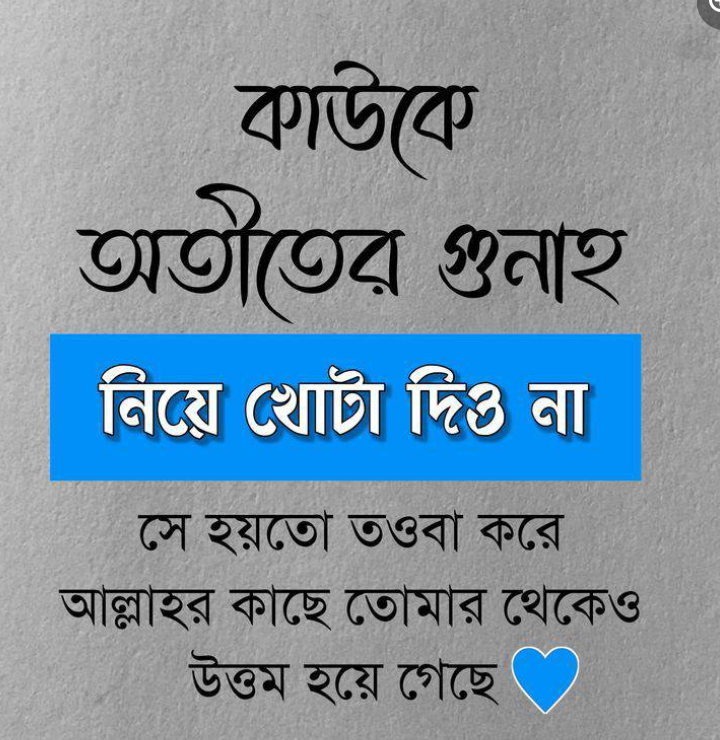 কাউকে
অতীতের গুনাহ
নিয়ে খোটা দিও না
সে হয়তো তওবা করে
আল্লাহর কাছে তোমার থেকেও
উত্তম হয়ে গেছে